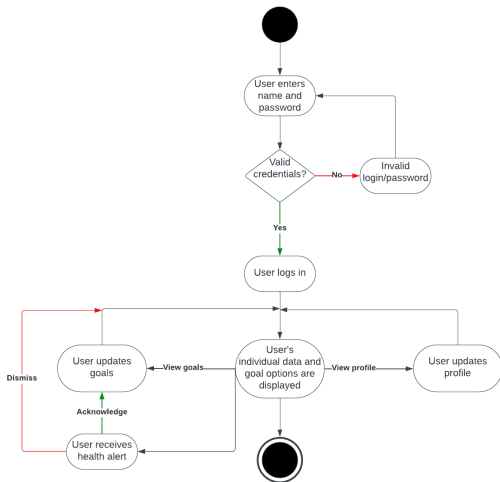 User enters
name and
password
Valid
credentials?
No
Invalid
login/password
Yes
User logs in
User updates
goals
View goals
User's
individual data and
goal options are
displayed
View profile
User updates
profile
Dismiss
Acknowledge
User receives
health alert